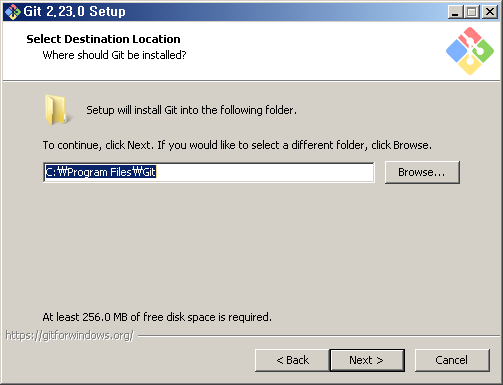 Git 2,23,0 Setup
Select Destination Location
Where should Git be installed?
Setup will install Git into the following folder.
To continue, click Next. If you would like to select a different folder, click Browse.
C:₩Program Files₩Git
Browse...
At least 256.0 MB of free disk space is required.
https://gitforwindows.org/
< Back
Next >
Cancel